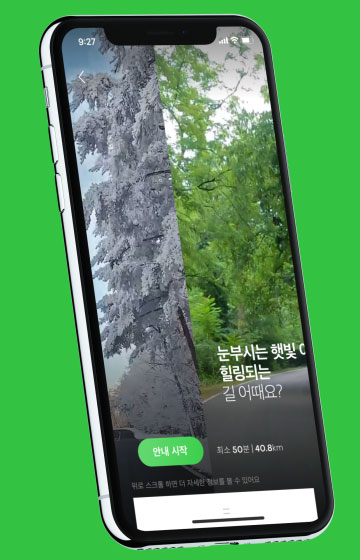 9:27
눈부시는 햇빛
힐링되는
길 어때요?
안내 시작
최소 50분 | 40.8km
위로 스크롤 하면 더 자세한 정보를 볼 수 있어요